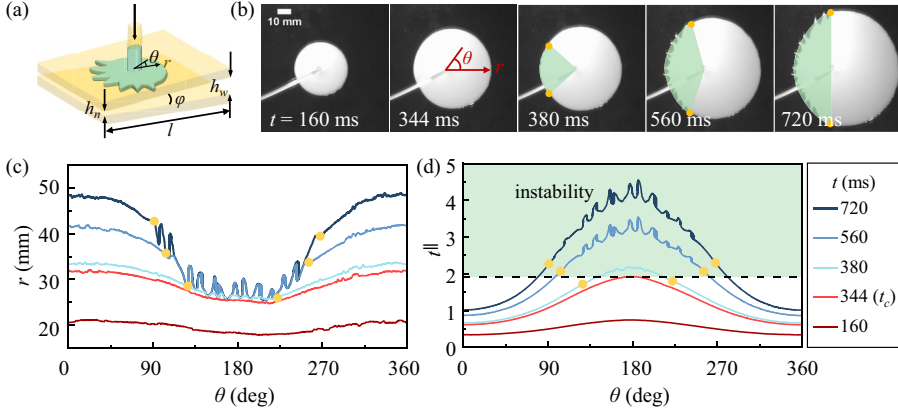 (a)
θ
r
h_n
φ
h_w
l
(b)
10 mm
θ
r
t = 160 ms
344 ms
380 ms
560 ms
720 ms
(c)
r (mm)
50
40
30
20
0
90
180
270
360
θ (deg)
(d)
t∥
5
4
3
2
1
0
instability
0
90
180
270
360
θ (deg)
t (ms)
720
560
380
344 (t_c)
160